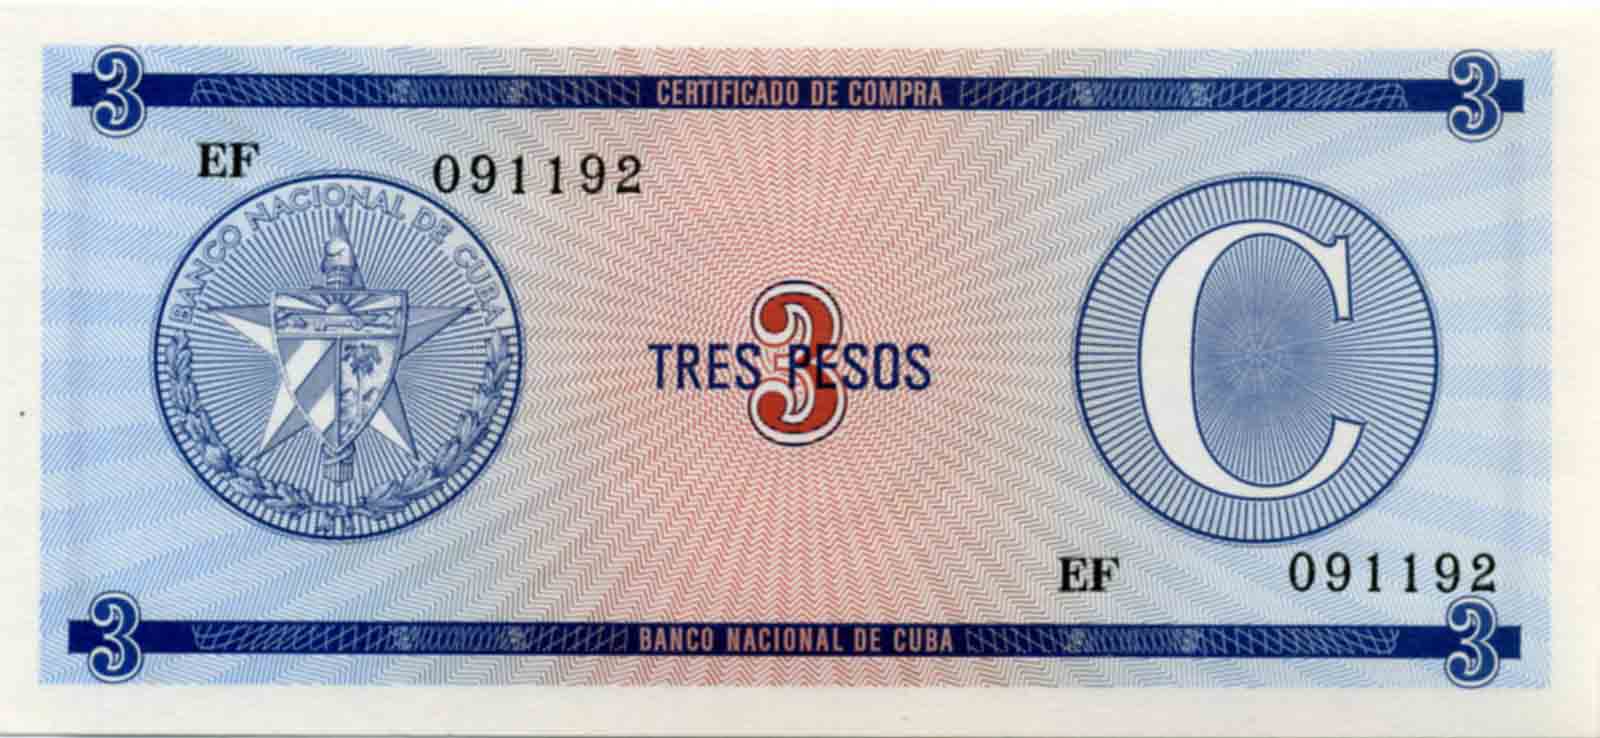 3 CERTIFICADO DE COMPRA 3
EF 091192
BANCO NACIONAL DE CUBA
3
TRES PESOS
C
EF 091192
3 BANCO NACIONAL DE CUBA 3